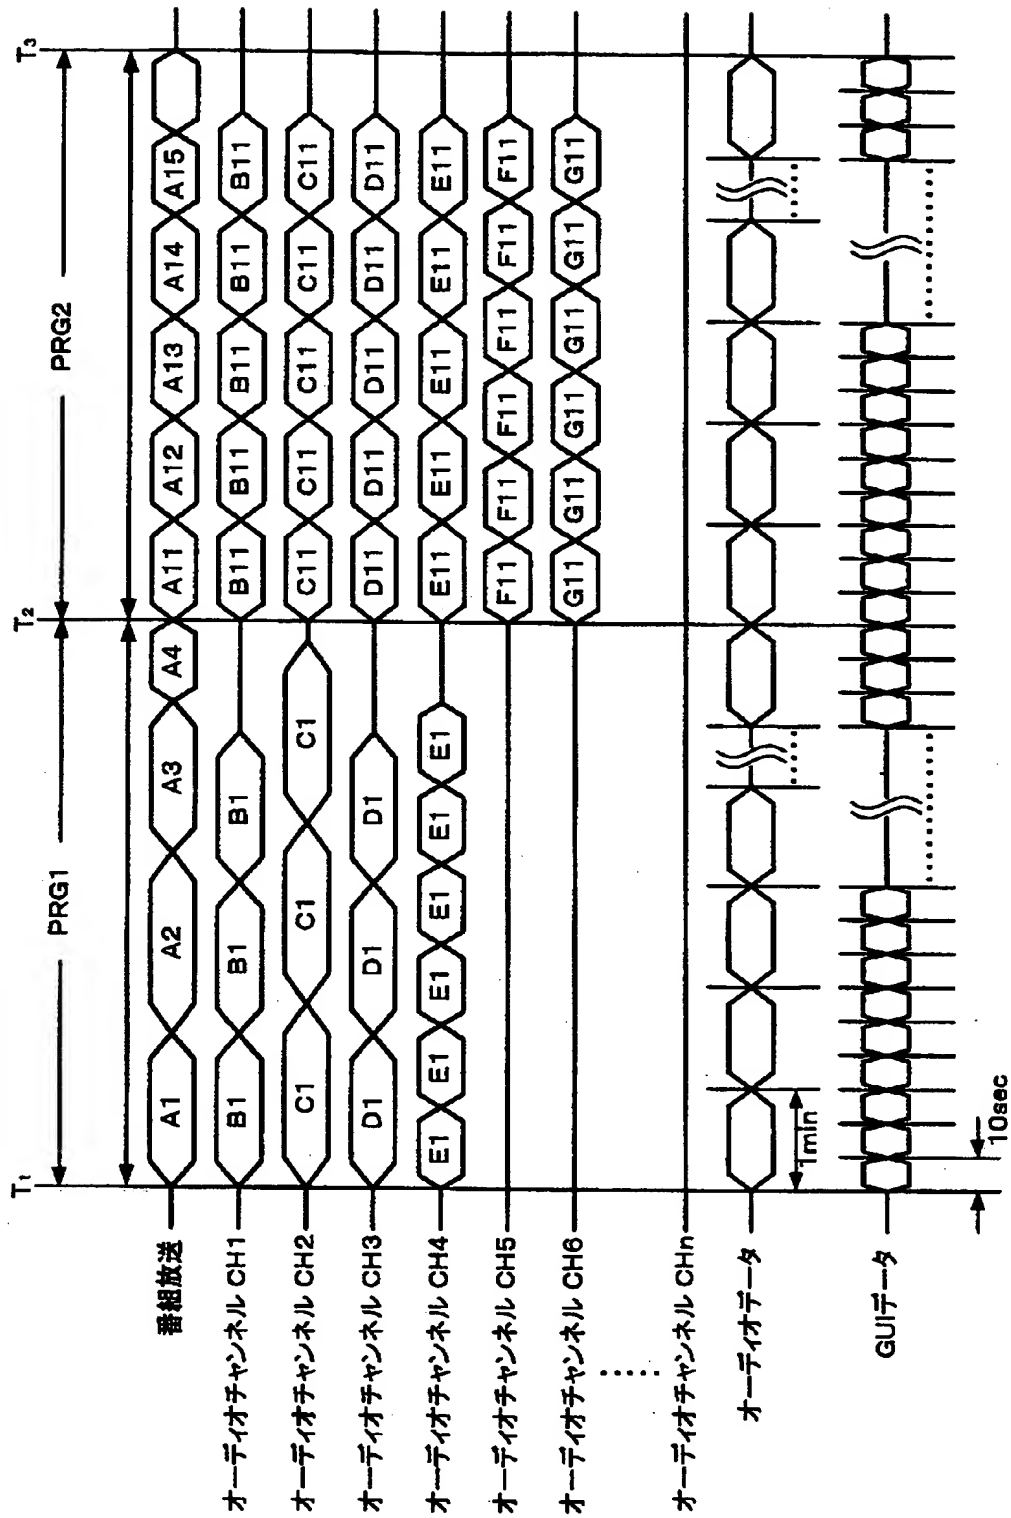 T1 T2 T3
PRG1 PRG2
番組放送 A1 A2 A3 A4 A11 A12 A13 A14 A15
オーディオチャンネル CH1 B1 B1 B1 B11 B11 B11 B11 B11
オーディオチャンネル CH2 C1 C1 C1 C11 C11 C11 C11 C11
オーディオチャンネル CH3 D1 D1 D1 D11 D11 D11 D11 D11
オーディオチャンネル CH4 E1 E1 E1 E1 E1 E1 E11 E11 E11 E11 E11
オーディオチャンネル CH5 F11 F11 F11 F11 F11 F11
オーディオチャンネル CH6 G11 G11 G11 G11 G11 G11
オーディオチャンネル CHn
オーディオデータ
1min
GUIデータ
10sec